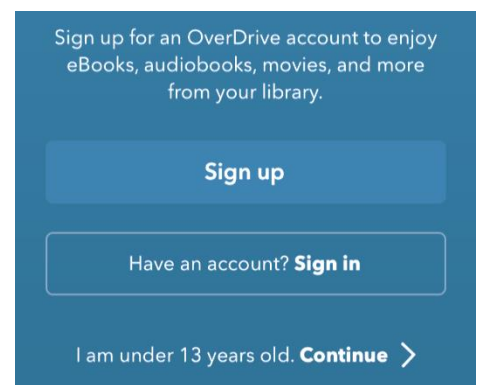 Sign up for an OverDrive account to enjoy
eBooks, audiobooks, movies, and more
from your library.
Sign up
Have an account? Sign in
I am under 13 years old. Continue